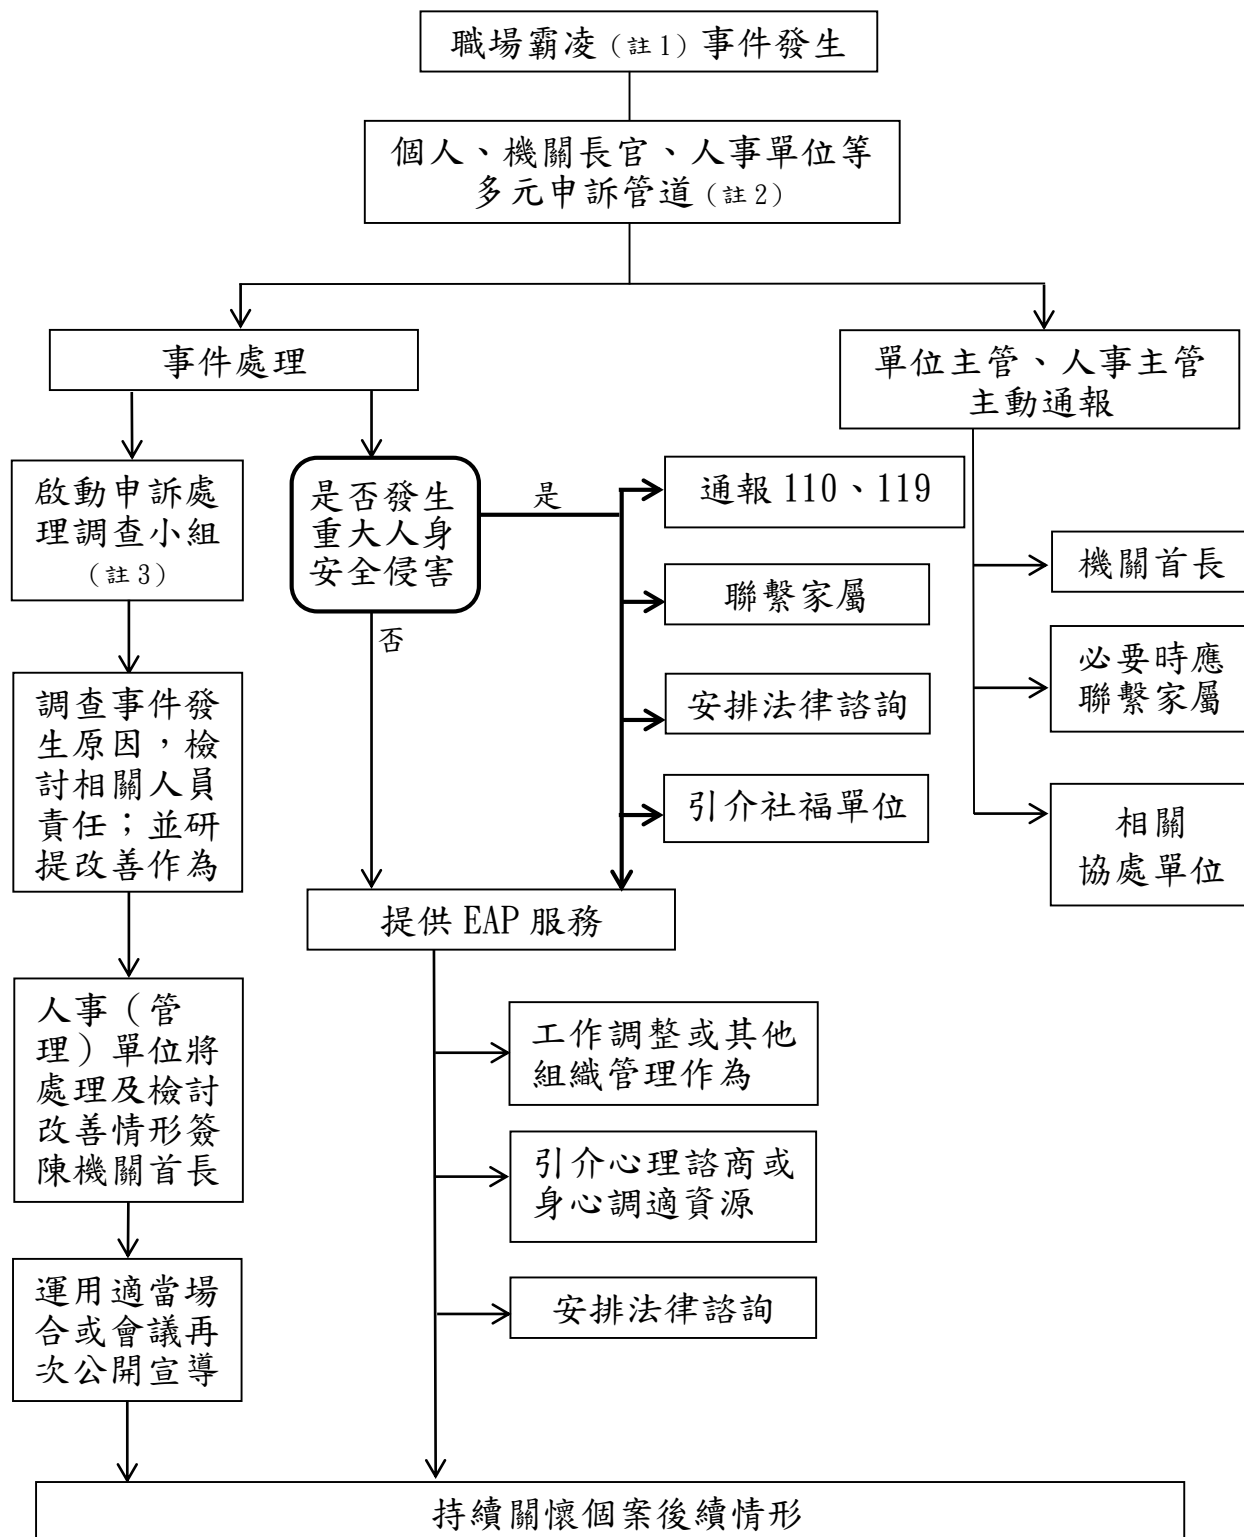 職場霸凌（註1）事件發生
個人、機關長官、人事單位等
多元申訴管道（註2）
事件處理
單位主管、人事主管
主動通報
啟動申訴處
理調查小組
（註3）
是否發生
重大人身
安全侵害
是
否
通報 110、119
聯繫家屬
安排法律諮詢
引介社福單位
機關首長
必要時應
聯繫家屬
相關
協處單位
調查事件發
生原因，檢
討相關人員
責任；並研
提改善作為
提供 EAP 服務
人事（管
理）單位將
處理及檢討
改善情形簽
陳機關首長
工作調整或其他
組織管理作為
引介心理諮商或
身心調適資源
安排法律諮詢
運用適當場
合或會議再
次公開宣導
持續關懷個案後續情形